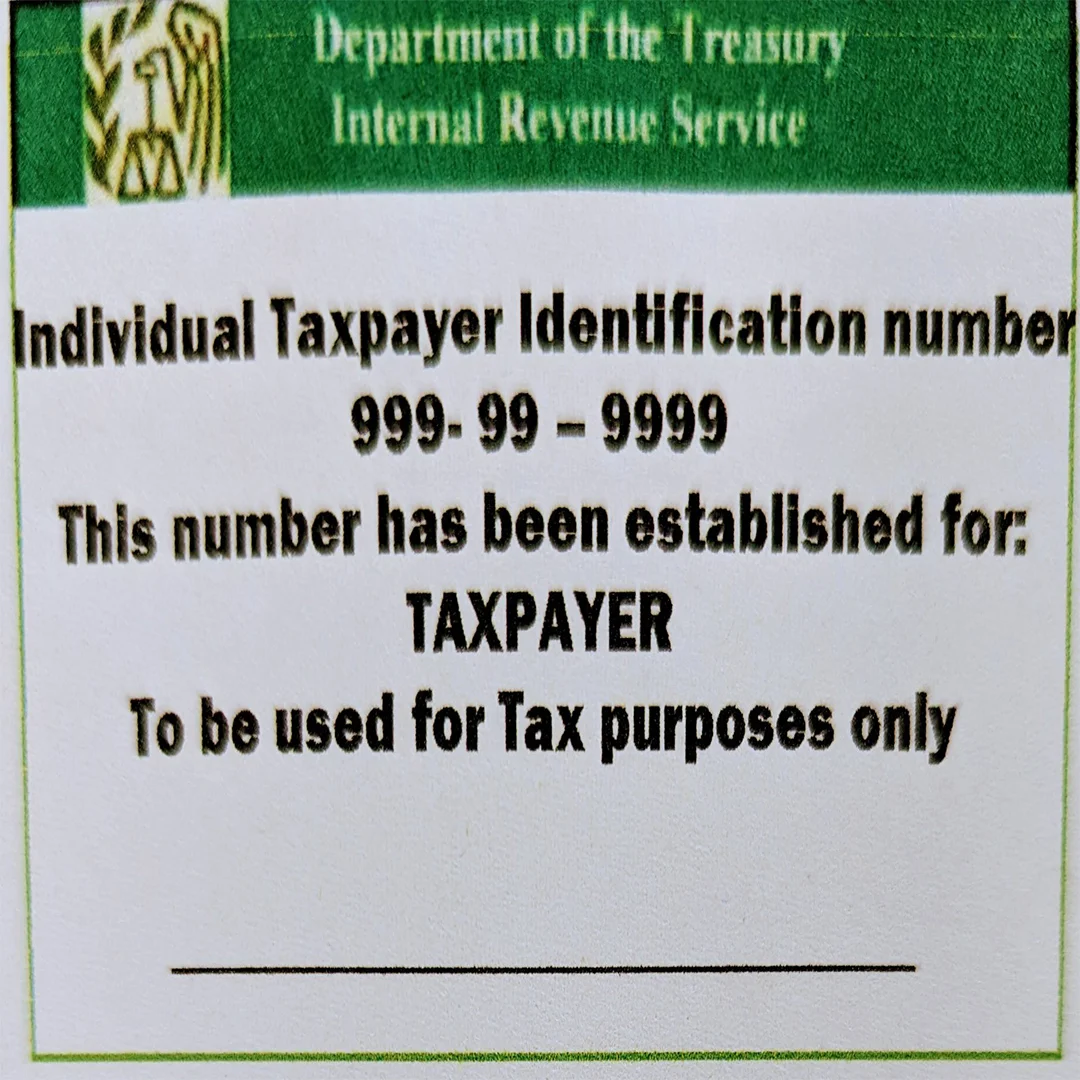 Department of the Treasury
Internal Revenue Service
Individual Taxpayer Identification number
999- 99 – 9999
This number has been established for:
TAXPAYER
To be used for Tax purposes only